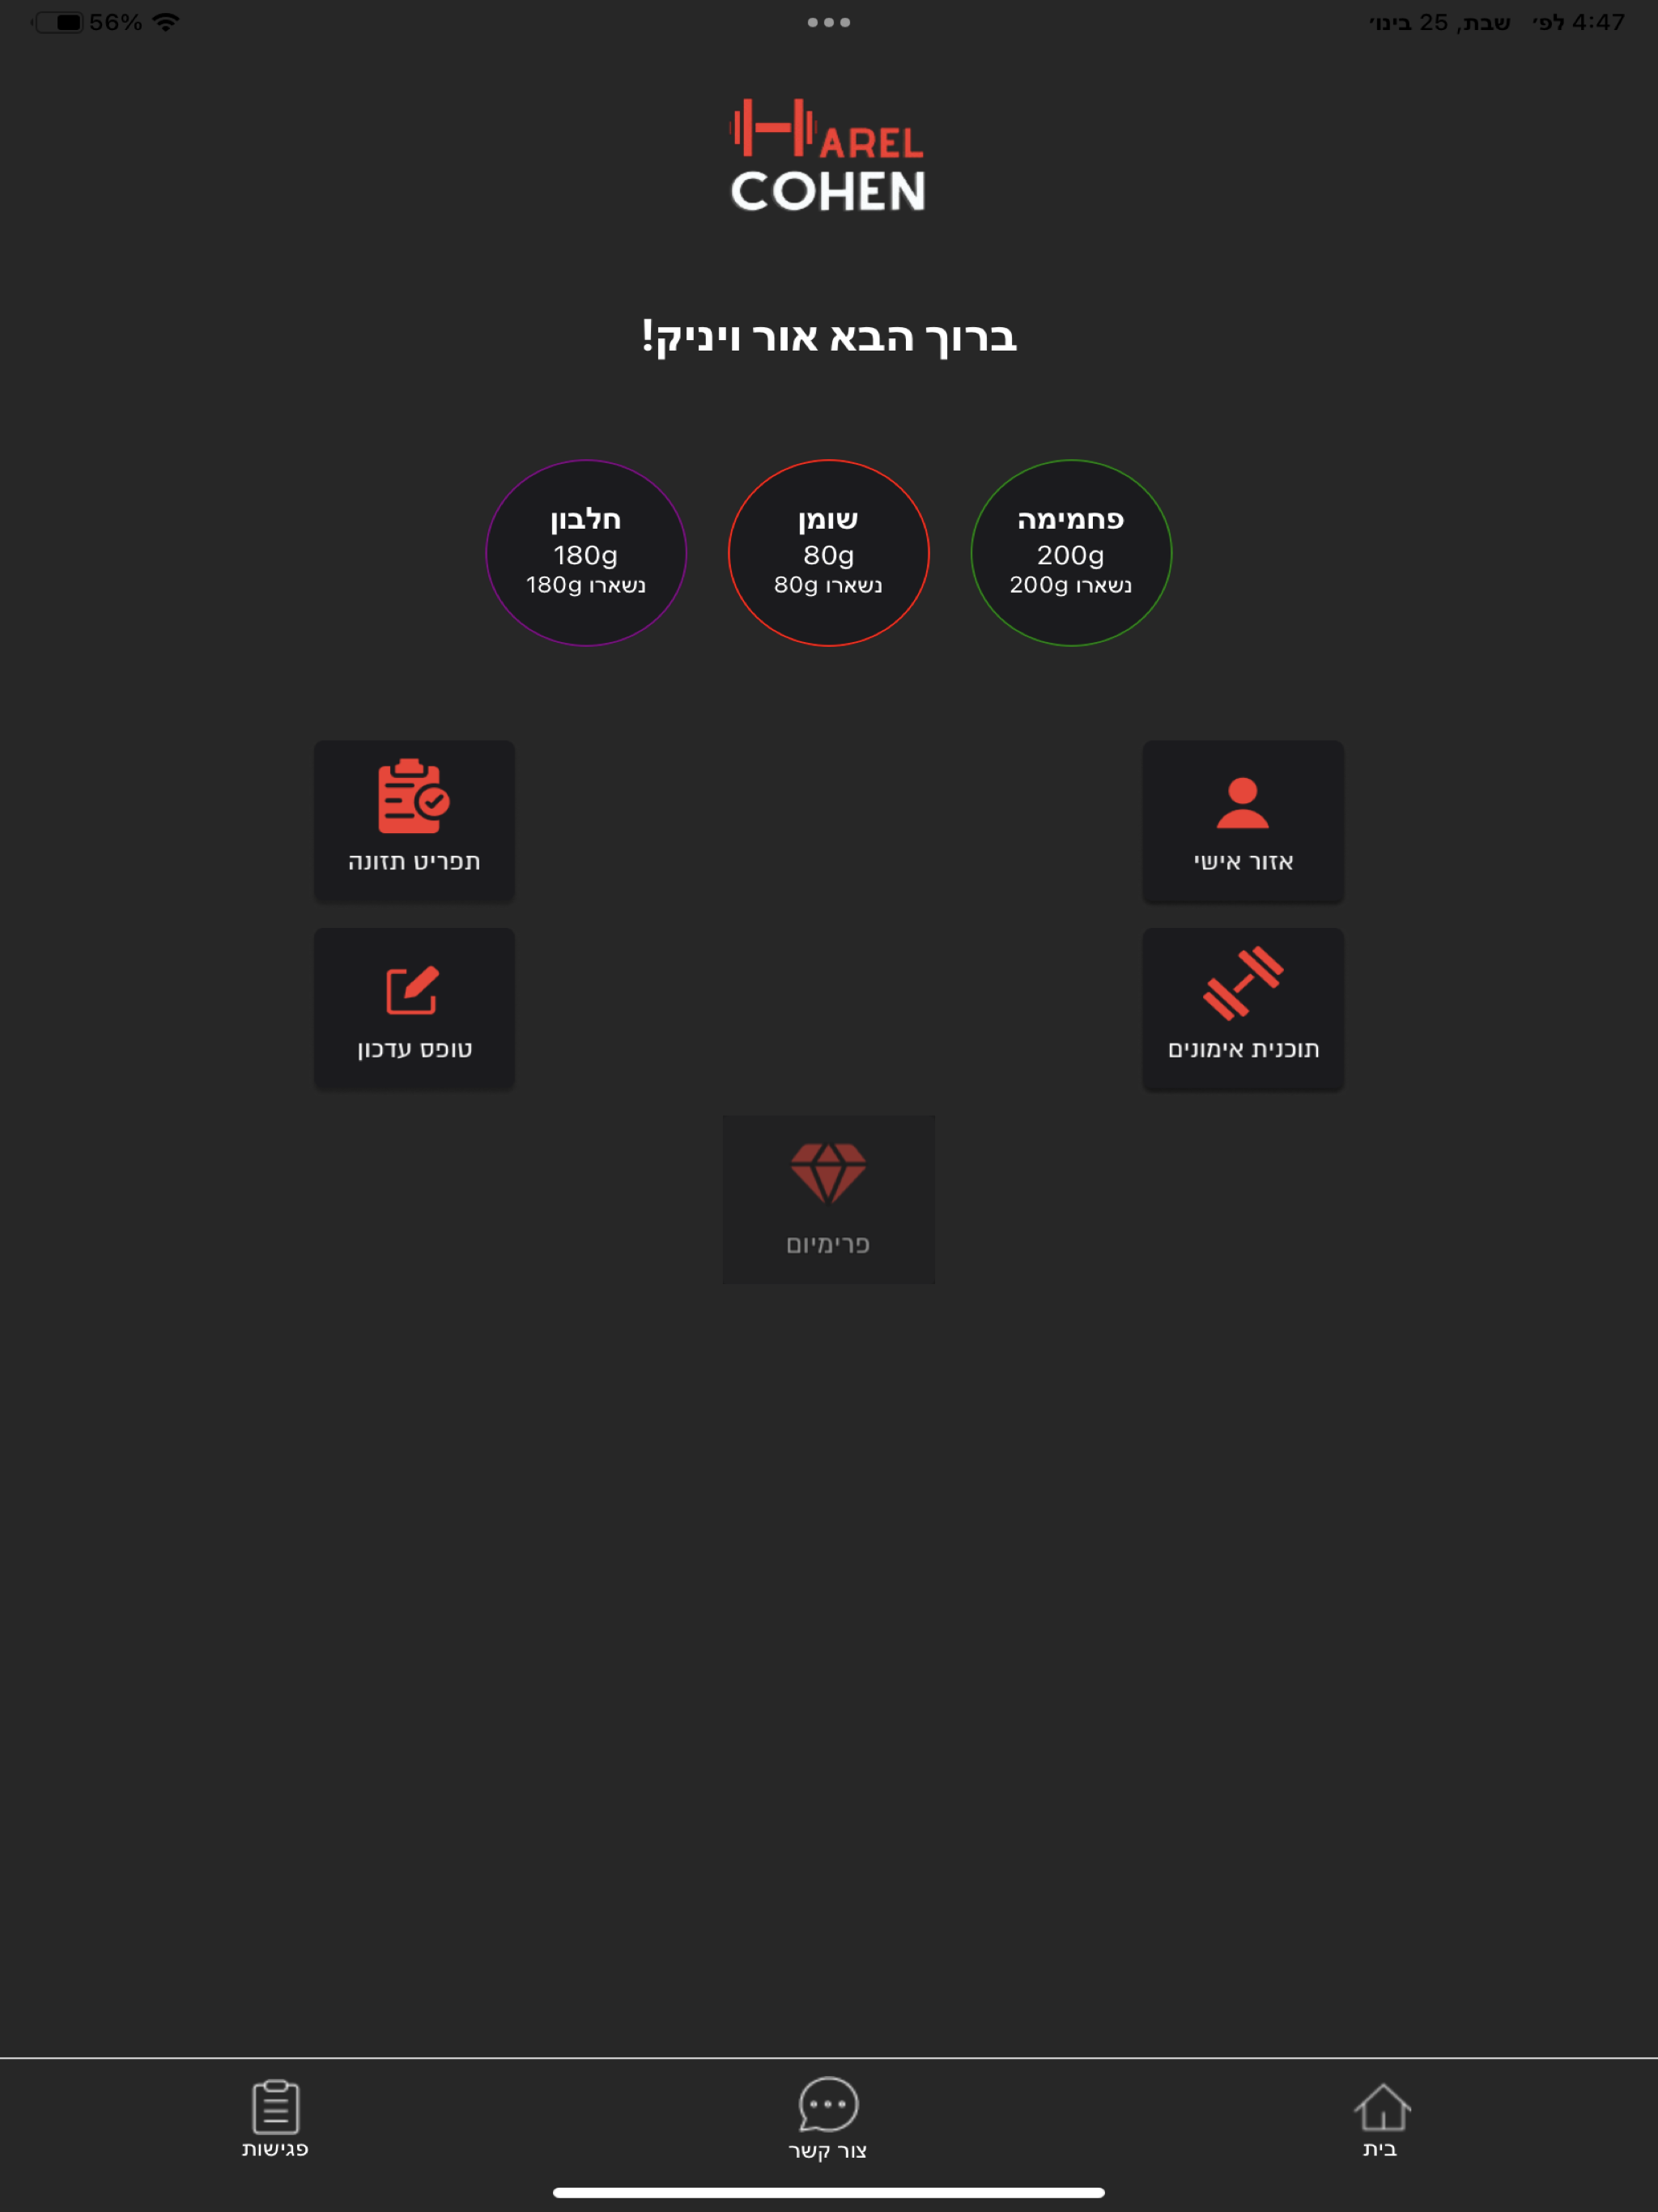 4:47 לפ׳ שבת, 25 בינו׳
56%
HAREL
COHEN
ברוך הבא אור ויניק!
פחמימה
200g
נשארו 200g
שומן
80g
נשארו 80g
חלבון
180g
נשארו 180g
אזור אישי
תפריט תזונה
תוכנית אימונים
טופס עדכון
פרימיום
בית
צור קשר
פגישות